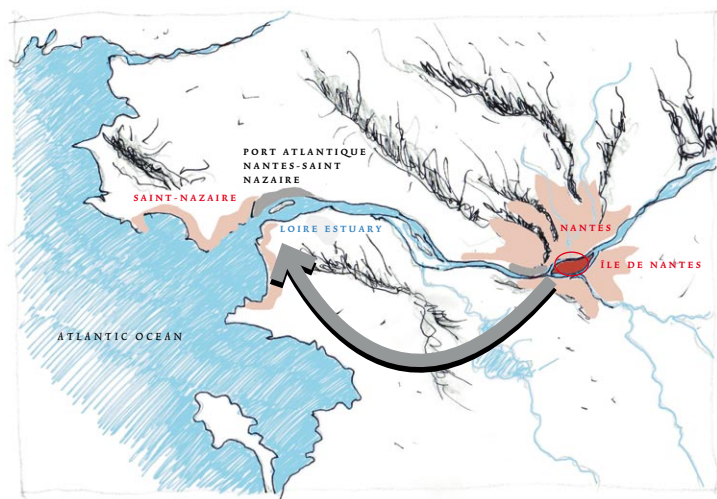 PORT ATLANTIQUE
NANTES-SAINT
NAZAIRE
SAINT-NAZAIRE
LOIRE ESTUARY
NANTES
ÎLE DE NANTES
ATLANTIC OCEAN